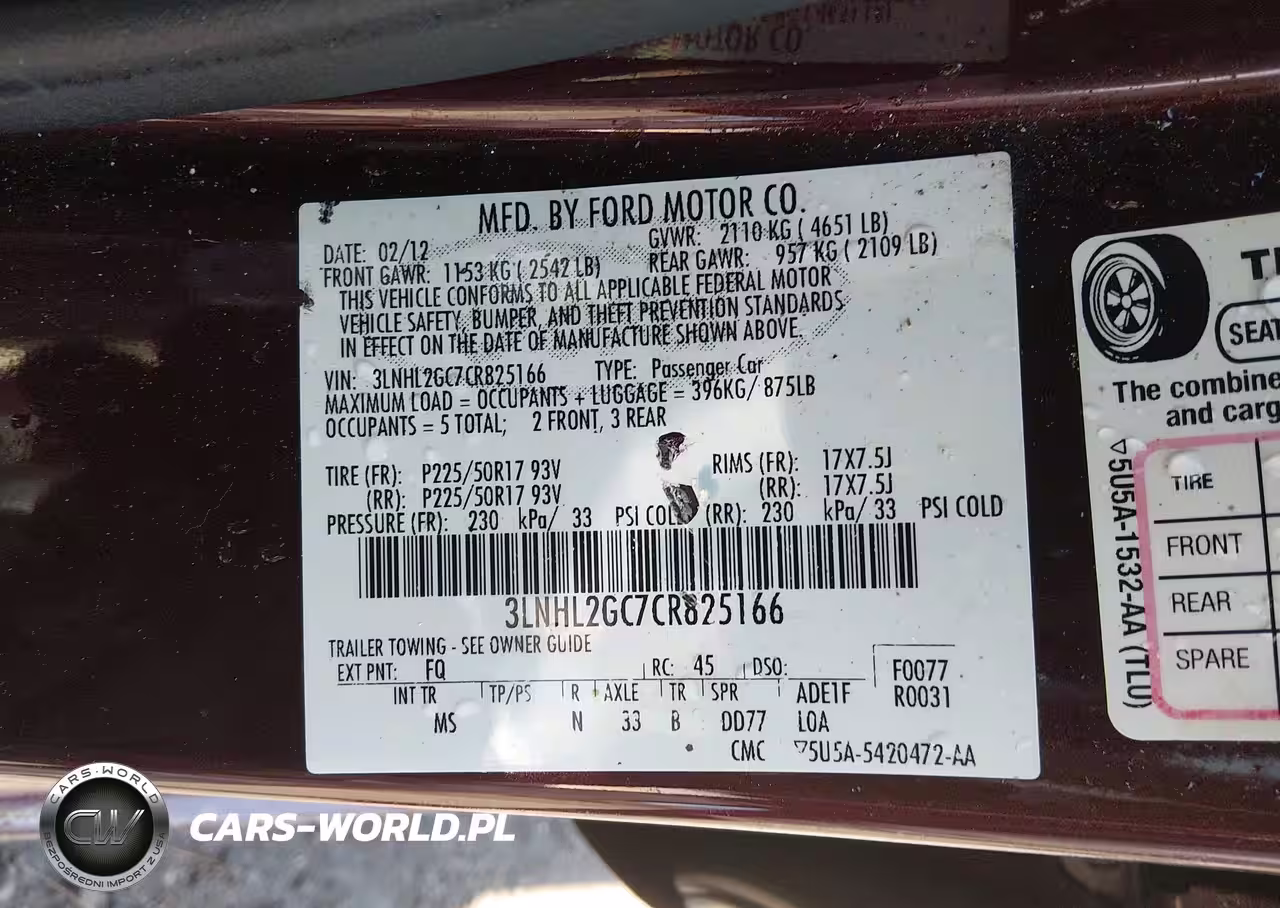 MOTOR CO
MFD. BY FORD MOTOR CO.
DATE: 02/12 GVWR: 2110 KG ( 4651 LB)
FRONT GAWR: 1153 KG ( 2542 LB) REAR GAWR: 957 KG ( 2109 LB)
THIS VEHICLE CONFORMS TO ALL APPLICABLE FEDERAL MOTOR
VEHICLE SAFETY, BUMPER, AND THEFT PREVENTION STANDARDS
IN EFFECT ON THE DATE OF MANUFACTURE SHOWN ABOVE.
VIN: 3LNHL2GC7CR825166 TYPE: Passenger Car
MAXIMUM LOAD = OCCUPANTS + LUGGAGE = 396KG/ 875LB
OCCUPANTS = 5 TOTAL; 2 FRONT, 3 REAR
TIRE (FR): P225/50R17 93V RIMS (FR): 17X7.5J
(RR): P225/50R17 93V (RR): 17X7.5J
PRESSURE (FR): 230 kPa/ 33 PSI COLD (RR): 230 kPa/ 33 PSI COLD
3LNHL2GC7CR825166
TRAILER TOWING - SEE OWNER GUIDE
EXT PNT: FQ RC: 45 DSO: F0077
INT TR TP/PS R AXLE TR SPR ADE1F R0031
MS N 33 B DD77 LOA
CMC ▽5U5A-5420472-AA
The combine
and carg
▽5U5A-1532-AA (TLU)
TIRE
FRONT
REAR
SPARE
CARS-WORLD
CW
BEZPOŚREDNI IMPORT Z USA
CARS-WORLD.PL